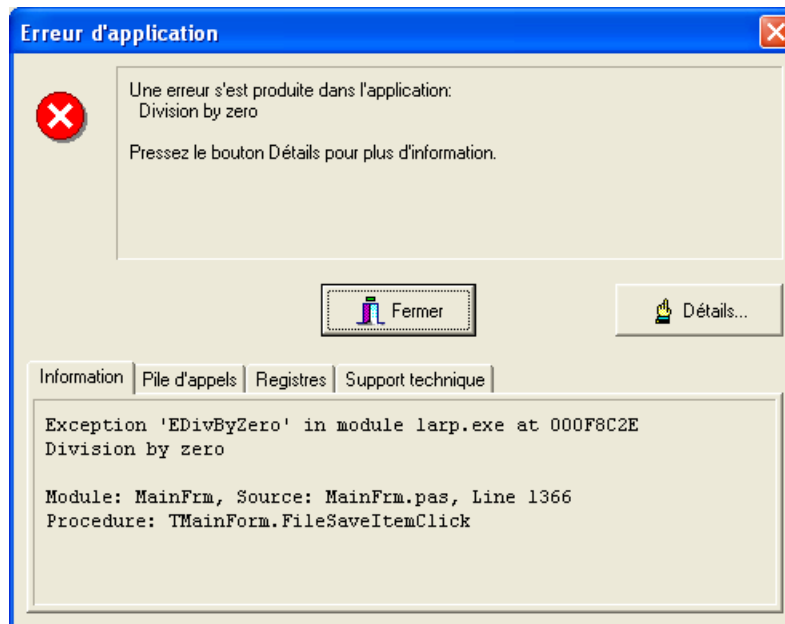 Erreur d'application
Une erreur s'est produite dans l'application:
Division by zero
Pressez le bouton Détails pour plus d'information.
Fermer
Détails...
Information
Pile d'appels
Registres
Support technique
Exception 'EDivByZero' in module larp.exe at 000F8C2E
Division by zero
Module: MainFrm, Source: MainFrm.pas, Line 1366
Procedure: TMainForm.FileSaveItemClick